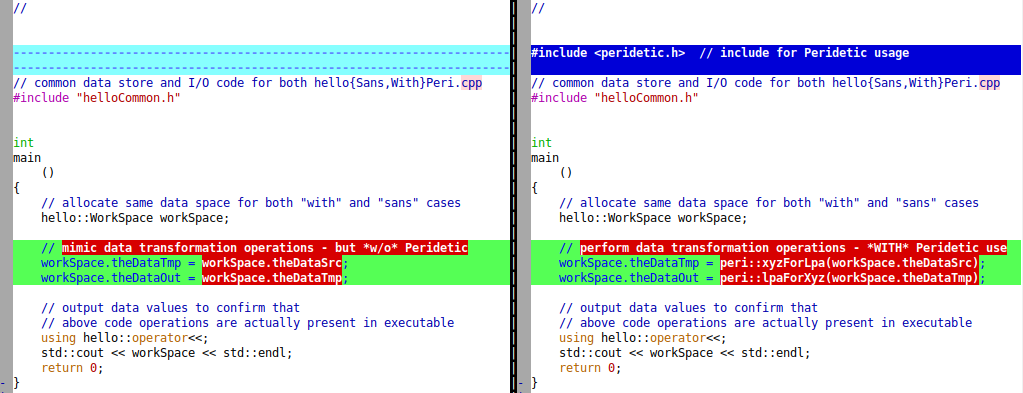 //
// common data store and I/O code for both hello{Sans,With}Peri.cpp
#include "helloCommon.h"
int
main
()
{
// allocate same data space for both "with" and "sans" cases
hello::WorkSpace workSpace;
// mimic data transformation operations - but *w/o* Peridetic
workSpace.theDataTmp = workSpace.theDataSrc;
workSpace.theDataOut = workSpace.theDataTmp;
// output data values to confirm that
// above code operations are actually present in executable
using hello::operator<<;
std::cout << workSpace << std::endl;
return 0;
- }
//
#include <peridetic.h>  // include for Peridetic usage
// common data store and I/O code for both hello{Sans,With}Peri.cpp
#include "helloCommon.h"
int
main
()
{
// allocate same data space for both "with" and "sans" cases
hello::WorkSpace workSpace;
// perform data transformation operations - *WITH* Peridetic use
workSpace.theDataTmp = peri::xyzForLpa(workSpace.theDataSrc);
workSpace.theDataOut = peri::lpaForXyz(workSpace.theDataTmp);
// output data values to confirm that
// above code operations are actually present in executable
using hello::operator<<;
std::cout << workSpace << std::endl;
return 0;
- }